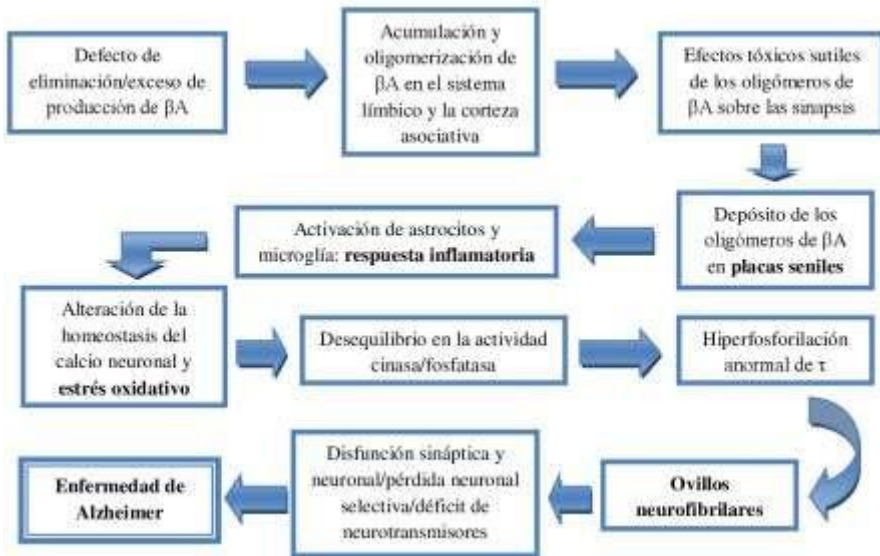 Defecto de
eliminación/exceso de
producción de βA
Acumulación y
oligomerización de
βA en el sistema
límbico y la corteza
asociativa
Efectos tóxicos sutiles
de los oligómeros de
βA sobre las sinapsis
Depósito de los
oligómeros de βA
en placas seniles
Activación de astrocitos y
microglía: respuesta inflamatoria
Alteración de la
homeostasis del
calcio neuronal y
estrés oxidativo
Desequilibrio en la actividad
cinasa/fosfatasa
Hiperfosforilación
anormal de τ
Ovillos
neurofibrilares
Disfunción sináptica y
neuronal/pérdida neuronal
selectiva/déficit de
neurotransmisores
Enfermedad de
Alzheimer